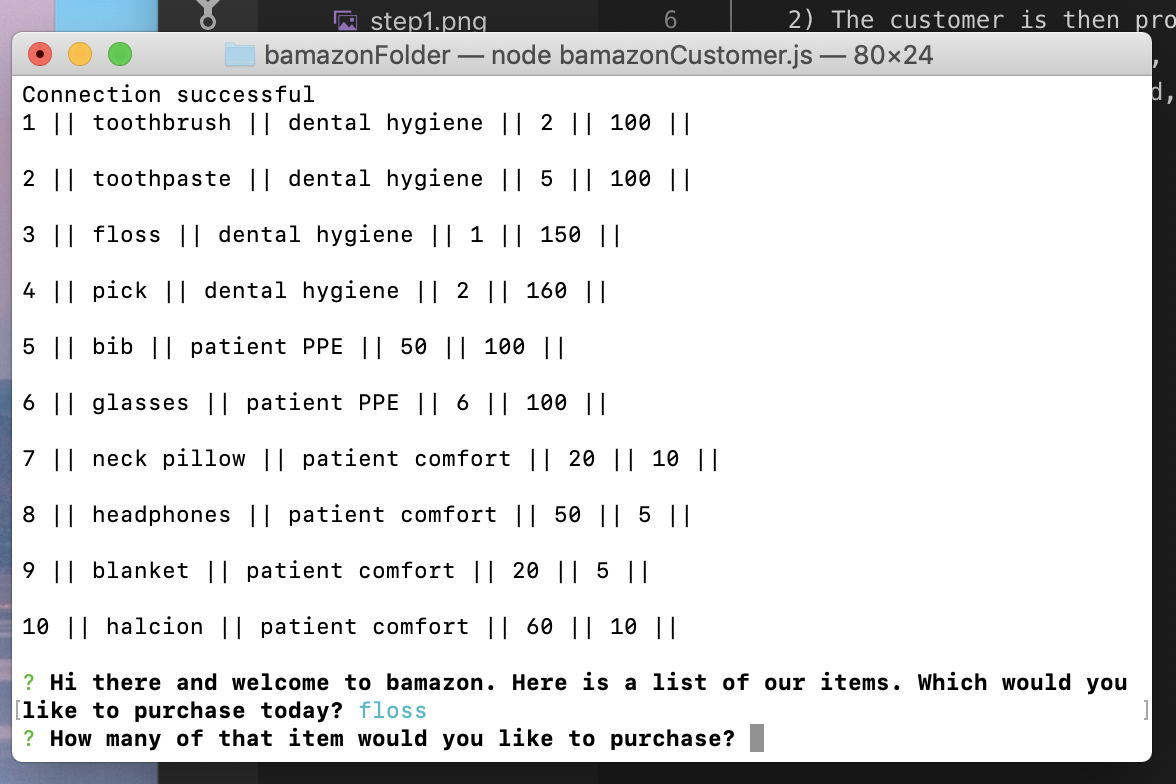 step1.png
6 2) The customer is then pro
bamazonFolder — node bamazonCustomer.js — 80×24
Connection successful
1 || toothbrush || dental hygiene || 2 || 100 ||
2 || toothpaste || dental hygiene || 5 || 100 ||
3 || floss || dental hygiene || 1 || 150 ||
4 || pick || dental hygiene || 2 || 160 ||
5 || bib || patient PPE || 50 || 100 ||
6 || glasses || patient PPE || 6 || 100 ||
7 || neck pillow || patient comfort || 20 || 10 ||
8 || headphones || patient comfort || 50 || 5 ||
9 || blanket || patient comfort || 20 || 5 ||
10 || halcion || patient comfort || 60 || 10 ||
? Hi there and welcome to bamazon. Here is a list of our items. Which would you
[like to purchase today? floss ]
? How many of that item would you like to purchase?